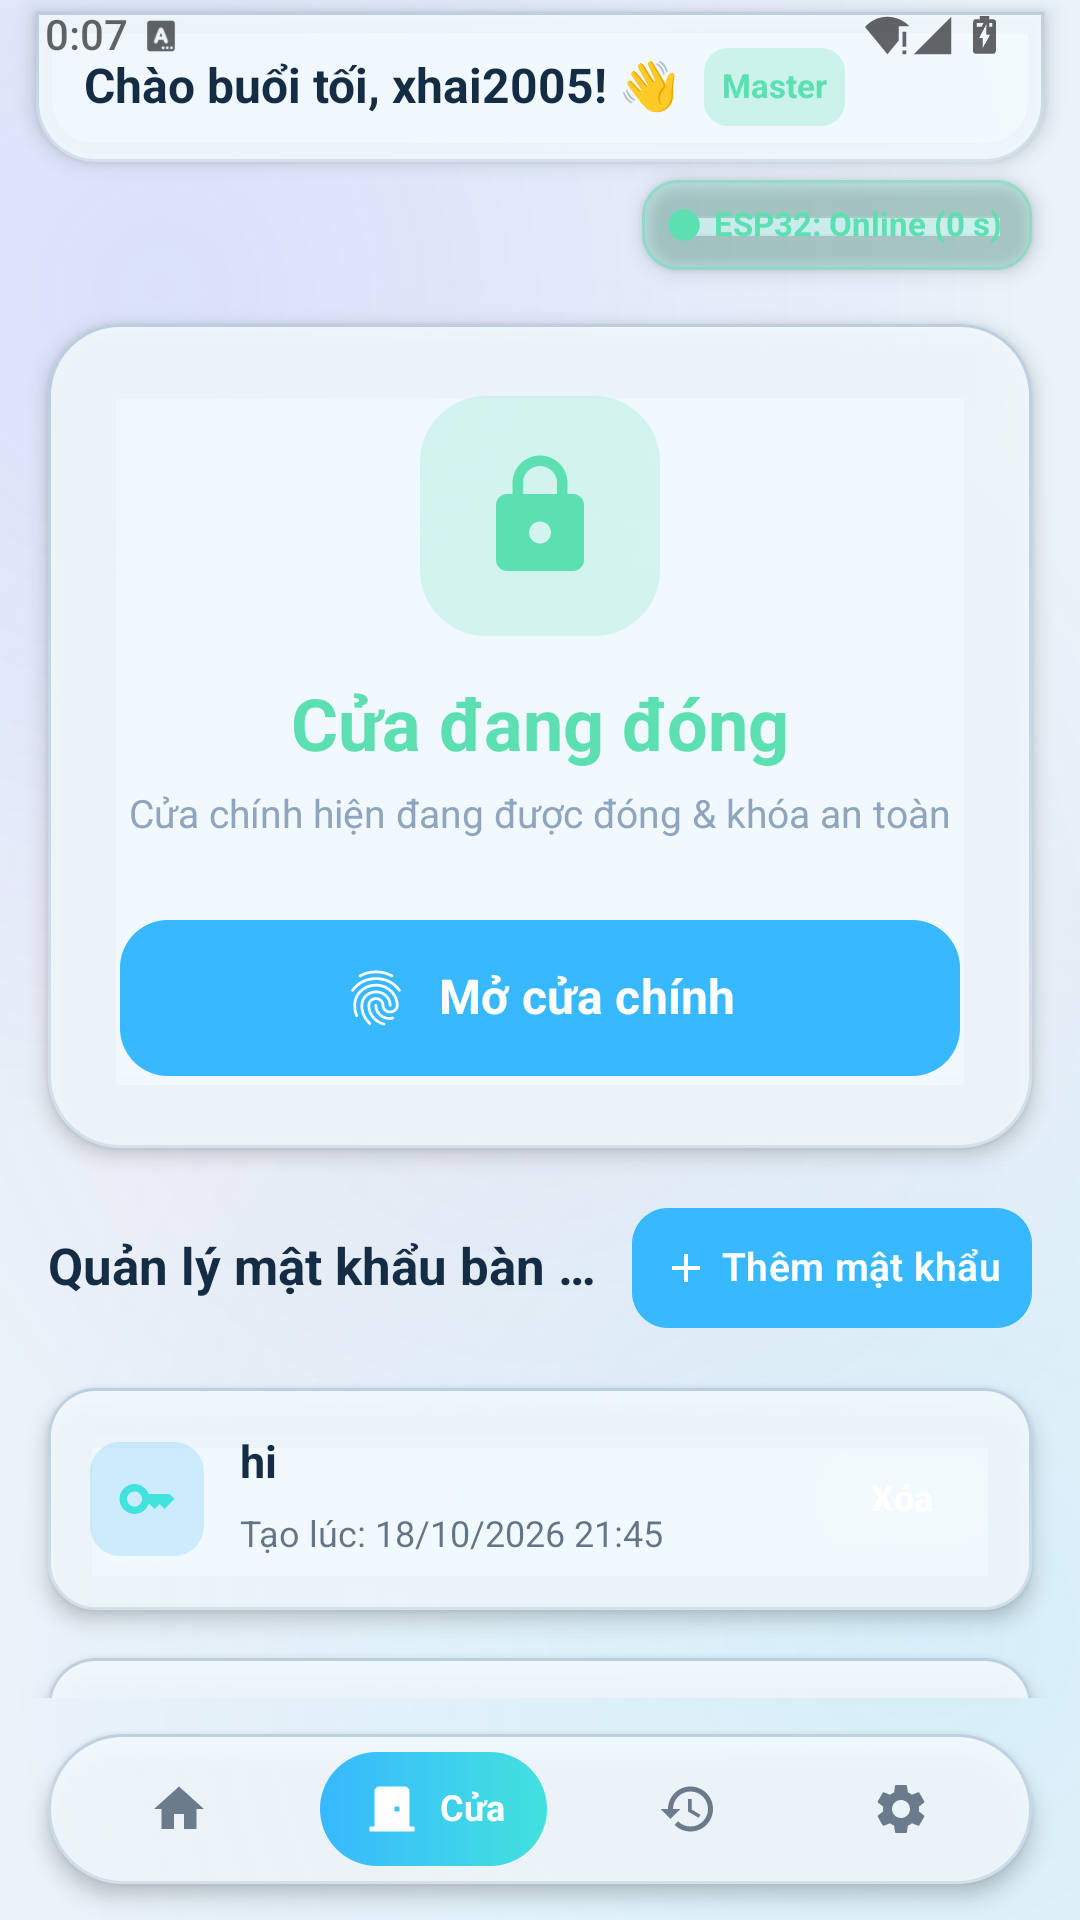 0:07
Chào buổi tối, xhai2005! 👋
Master
ESP32: Online (0 s)
Cửa đang đóng
Cửa chính hiện đang được đóng & khóa an toàn
Mở cửa chính
Quản lý mật khẩu bàn ...
+ Thêm mật khẩu
hi
Tạo lúc: 18/10/2026 21:45
Xóa
Cửa